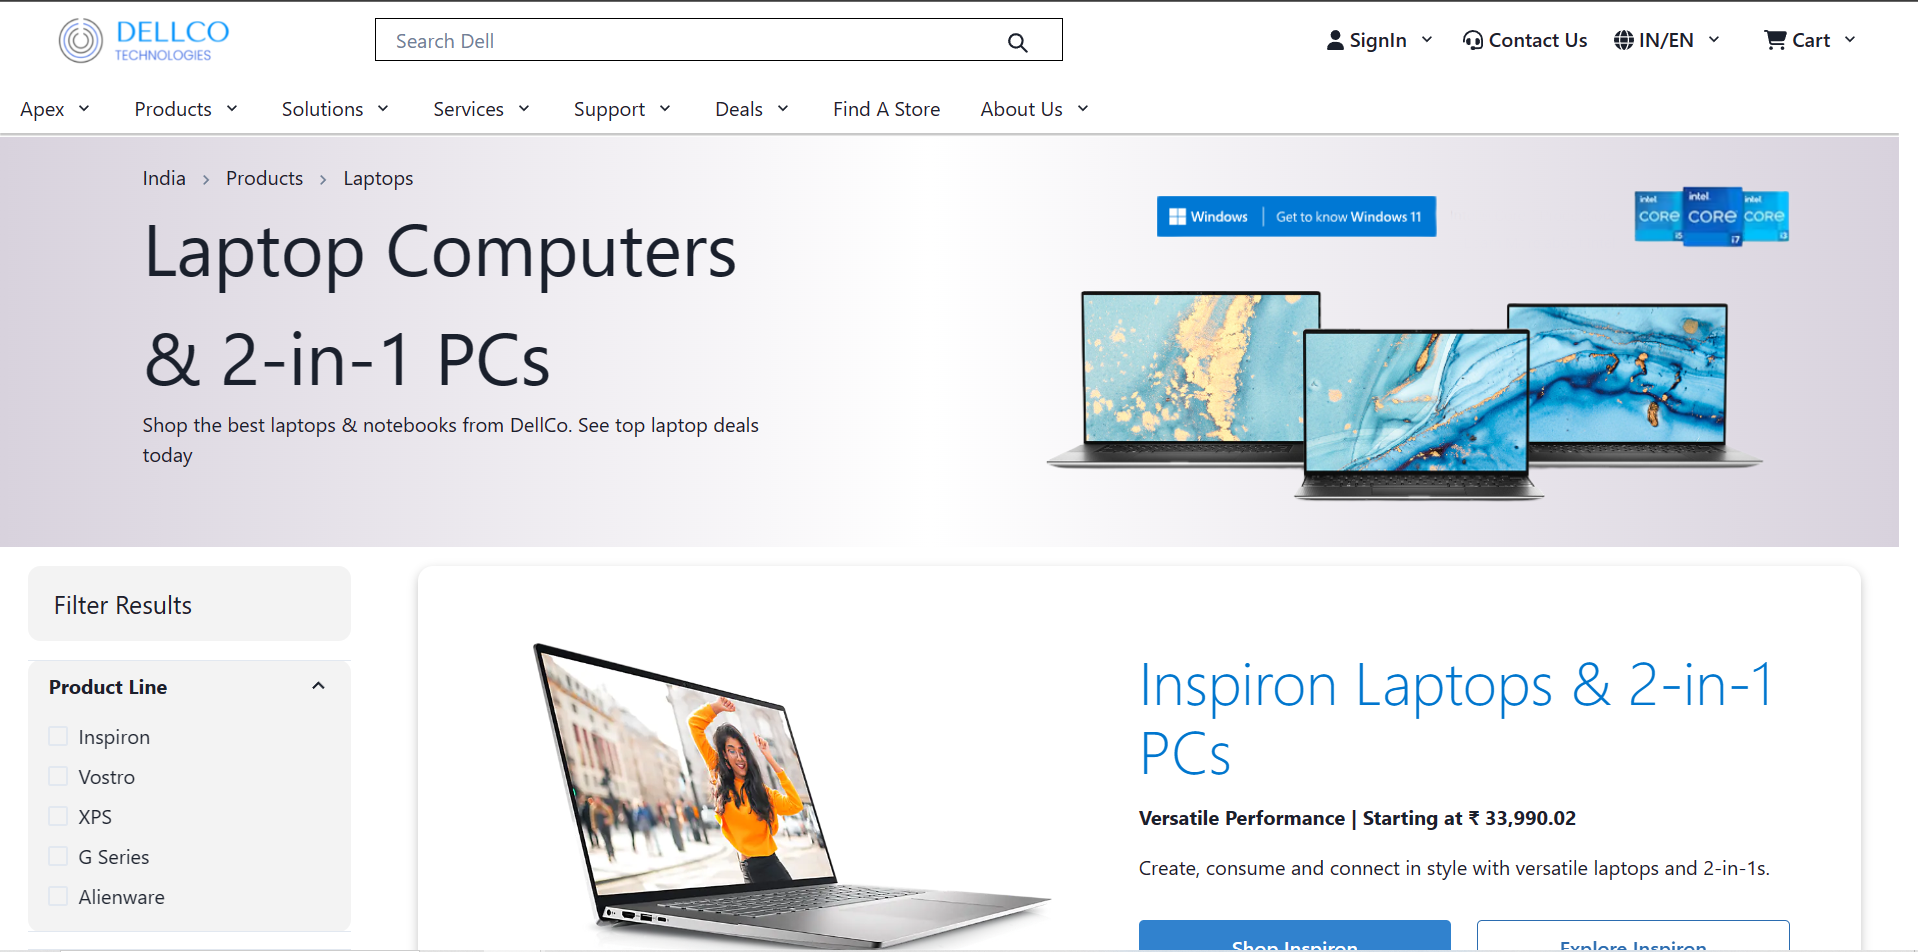 DELLCO
TECHNOLOGIES
Search Dell
SignIn
Contact Us
IN/EN
Cart
Apex
Products
Solutions
Services
Support
Deals
Find A Store
About Us
India > Products > Laptops
Laptop Computers
& 2-in-1 PCs
Shop the best laptops & notebooks from DellCo. See top laptop deals
today
Windows | Get to know Windows 11
intel
CORE
i5
intel
CORE
i7
intel
CORE
i3
Filter Results
Product Line
Inspiron
Vostro
XPS
G Series
Alienware
Inspiron Laptops & 2-in-1
PCs
Versatile Performance | Starting at ₹ 33,990.02
Create, consume and connect in style with versatile laptops and 2-in-1s.
Shop Inspiron
Explore Inspiron